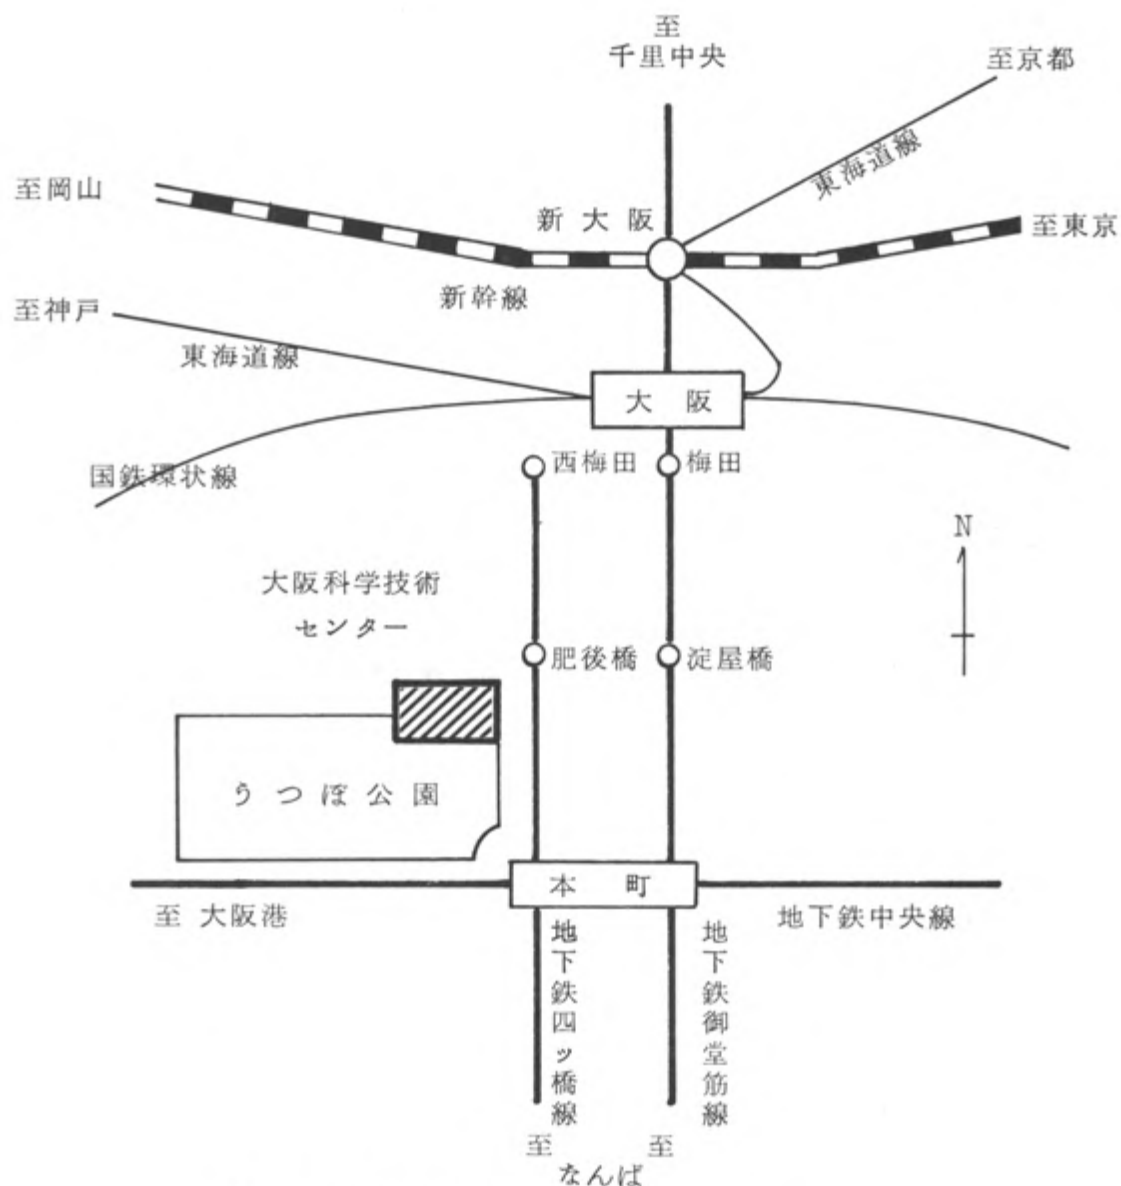 至
千里中央
至京都
東海道線
至岡山
新大阪
至東京
新幹線
至神戸
東海道線
大阪
国鉄環状線
西梅田
梅田
N
大阪科学技術
センター
肥後橋
淀屋橋
うつぼ公園
本町
至 大阪港
地下鉄中央線
地下鉄四ッ橋線
地下鉄御堂筋線
至
至
なんば